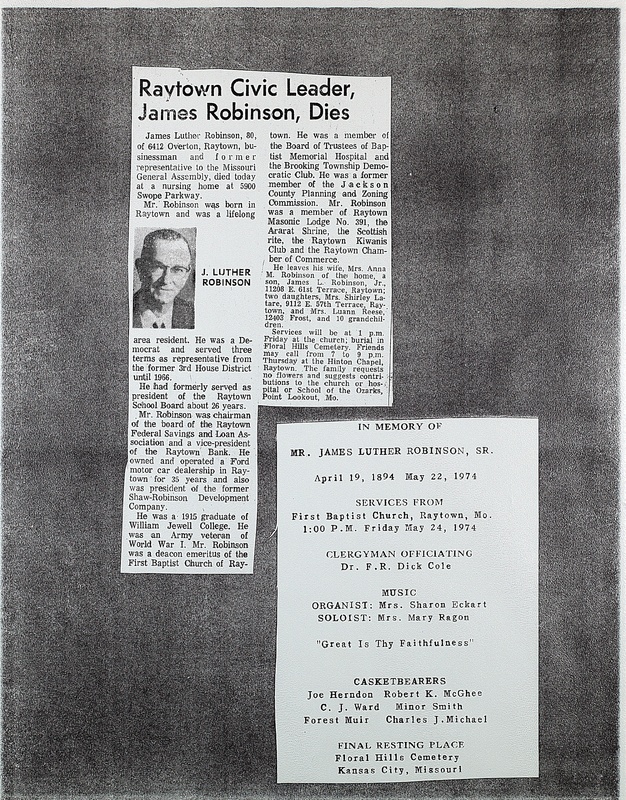 Raytown Civic Leader,
James Robinson, Dies
James Luther Robinson, 80,
of 6412 Overton, Raytown, bu-
sinessman and former
representative to the Missouri
General Assembly, died today
at a nursing home at 5900
Swope Parkway.
Mr. Robinson was born in
Raytown and was a lifelong
J. LUTHER
ROBINSON
area resident. He was a De-
mocrat and served three
terms as representative from
the former 3rd House District
until 1966.
He had formerly served as
president of the Raytown
School Board about 26 years.
Mr. Robinson was chairman
of the board of the Raytown
Federal Savings and Loan As-
sociation and a vice-president
of the Raytown Bank. He
owned and operated a Ford
motor car dealership in Ray-
town for 35 years and also
was president of the former
Shaw-Robinson Development
Company.
He was a 1915 graduate of
William Jewell College. He
was an Army veteran of
World War I. Mr. Robinson
was a deacon emeritus of the
First Baptist Church of Ray-
town. He was a member of
the Board of Trustees of Bap-
tist Memorial Hospital and
the Brooking Township Demo-
cratic Club. He was a former
member of the Jackson
County Planning and Zoning
Commission. Mr. Robinson
was a member of Raytown
Masonic Lodge No. 391, the
Ararat Shrine, the Scottish
rite, the Raytown Kiwanis
Club and the Raytown Cham-
ber of Commerce.
He leaves his wife, Mrs. Anna
M. Robinson of the home, a
son, James L. Robinson, Jr.,
11208 E. 61st Terrace, Raytown;
two daughters, Mrs. Shirley La-
tare, 9112 E. 57th Terrace, Ray-
town, and Mrs. Luann Reese,
12403 Frost, and 10 grandchil-
dren.
Services will be at 1 p.m.
Friday at the church; burial in
Floral Hills Cemetery. Friends
may call from 7 to 9 p.m.
Thursday at the Hinton Chapel,
Raytown. The family requests
no flowers and suggests contri-
butions to the church or hos-
pital or School of the Ozarks,
Point Lookout, Mo.
IN MEMORY OF
MR. JAMES LUTHER ROBINSON, SR.
April 19, 1894 May 22, 1974
SERVICES FROM
First Baptist Church, Raytown, Mo.
1:00 P.M. Friday May 24, 1974
CLERGYMAN OFFICIATING
Dr. F.R. Dick Cole
MUSIC
ORGANIST: Mrs. Sharon Eckart
SOLOIST: Mrs. Mary Ragon
"Great Is Thy Faithfulness"
CASKETBEARERS
Joe Herndon Robert K. McGhee
C. J. Ward Minor Smith
Forest Muir Charles J.Michael
FINAL RESTING PLACE
Floral Hills Cemetery
Kansas City, Missouri